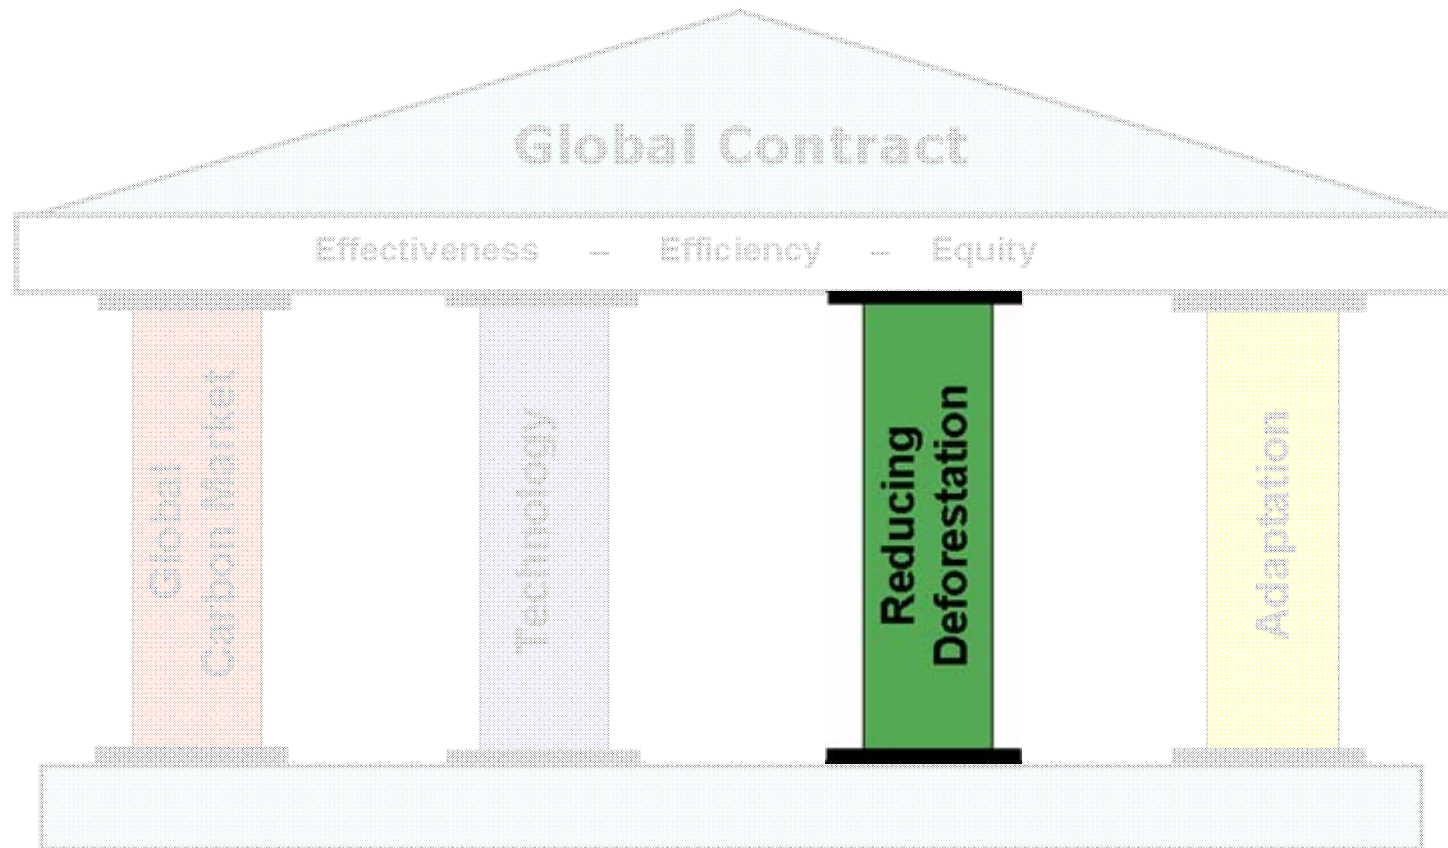 Global Contract
Effectiveness – Efficiency – Equity
Global
Carbon Market
Technology
Reducing
Deforestation
Adaptation